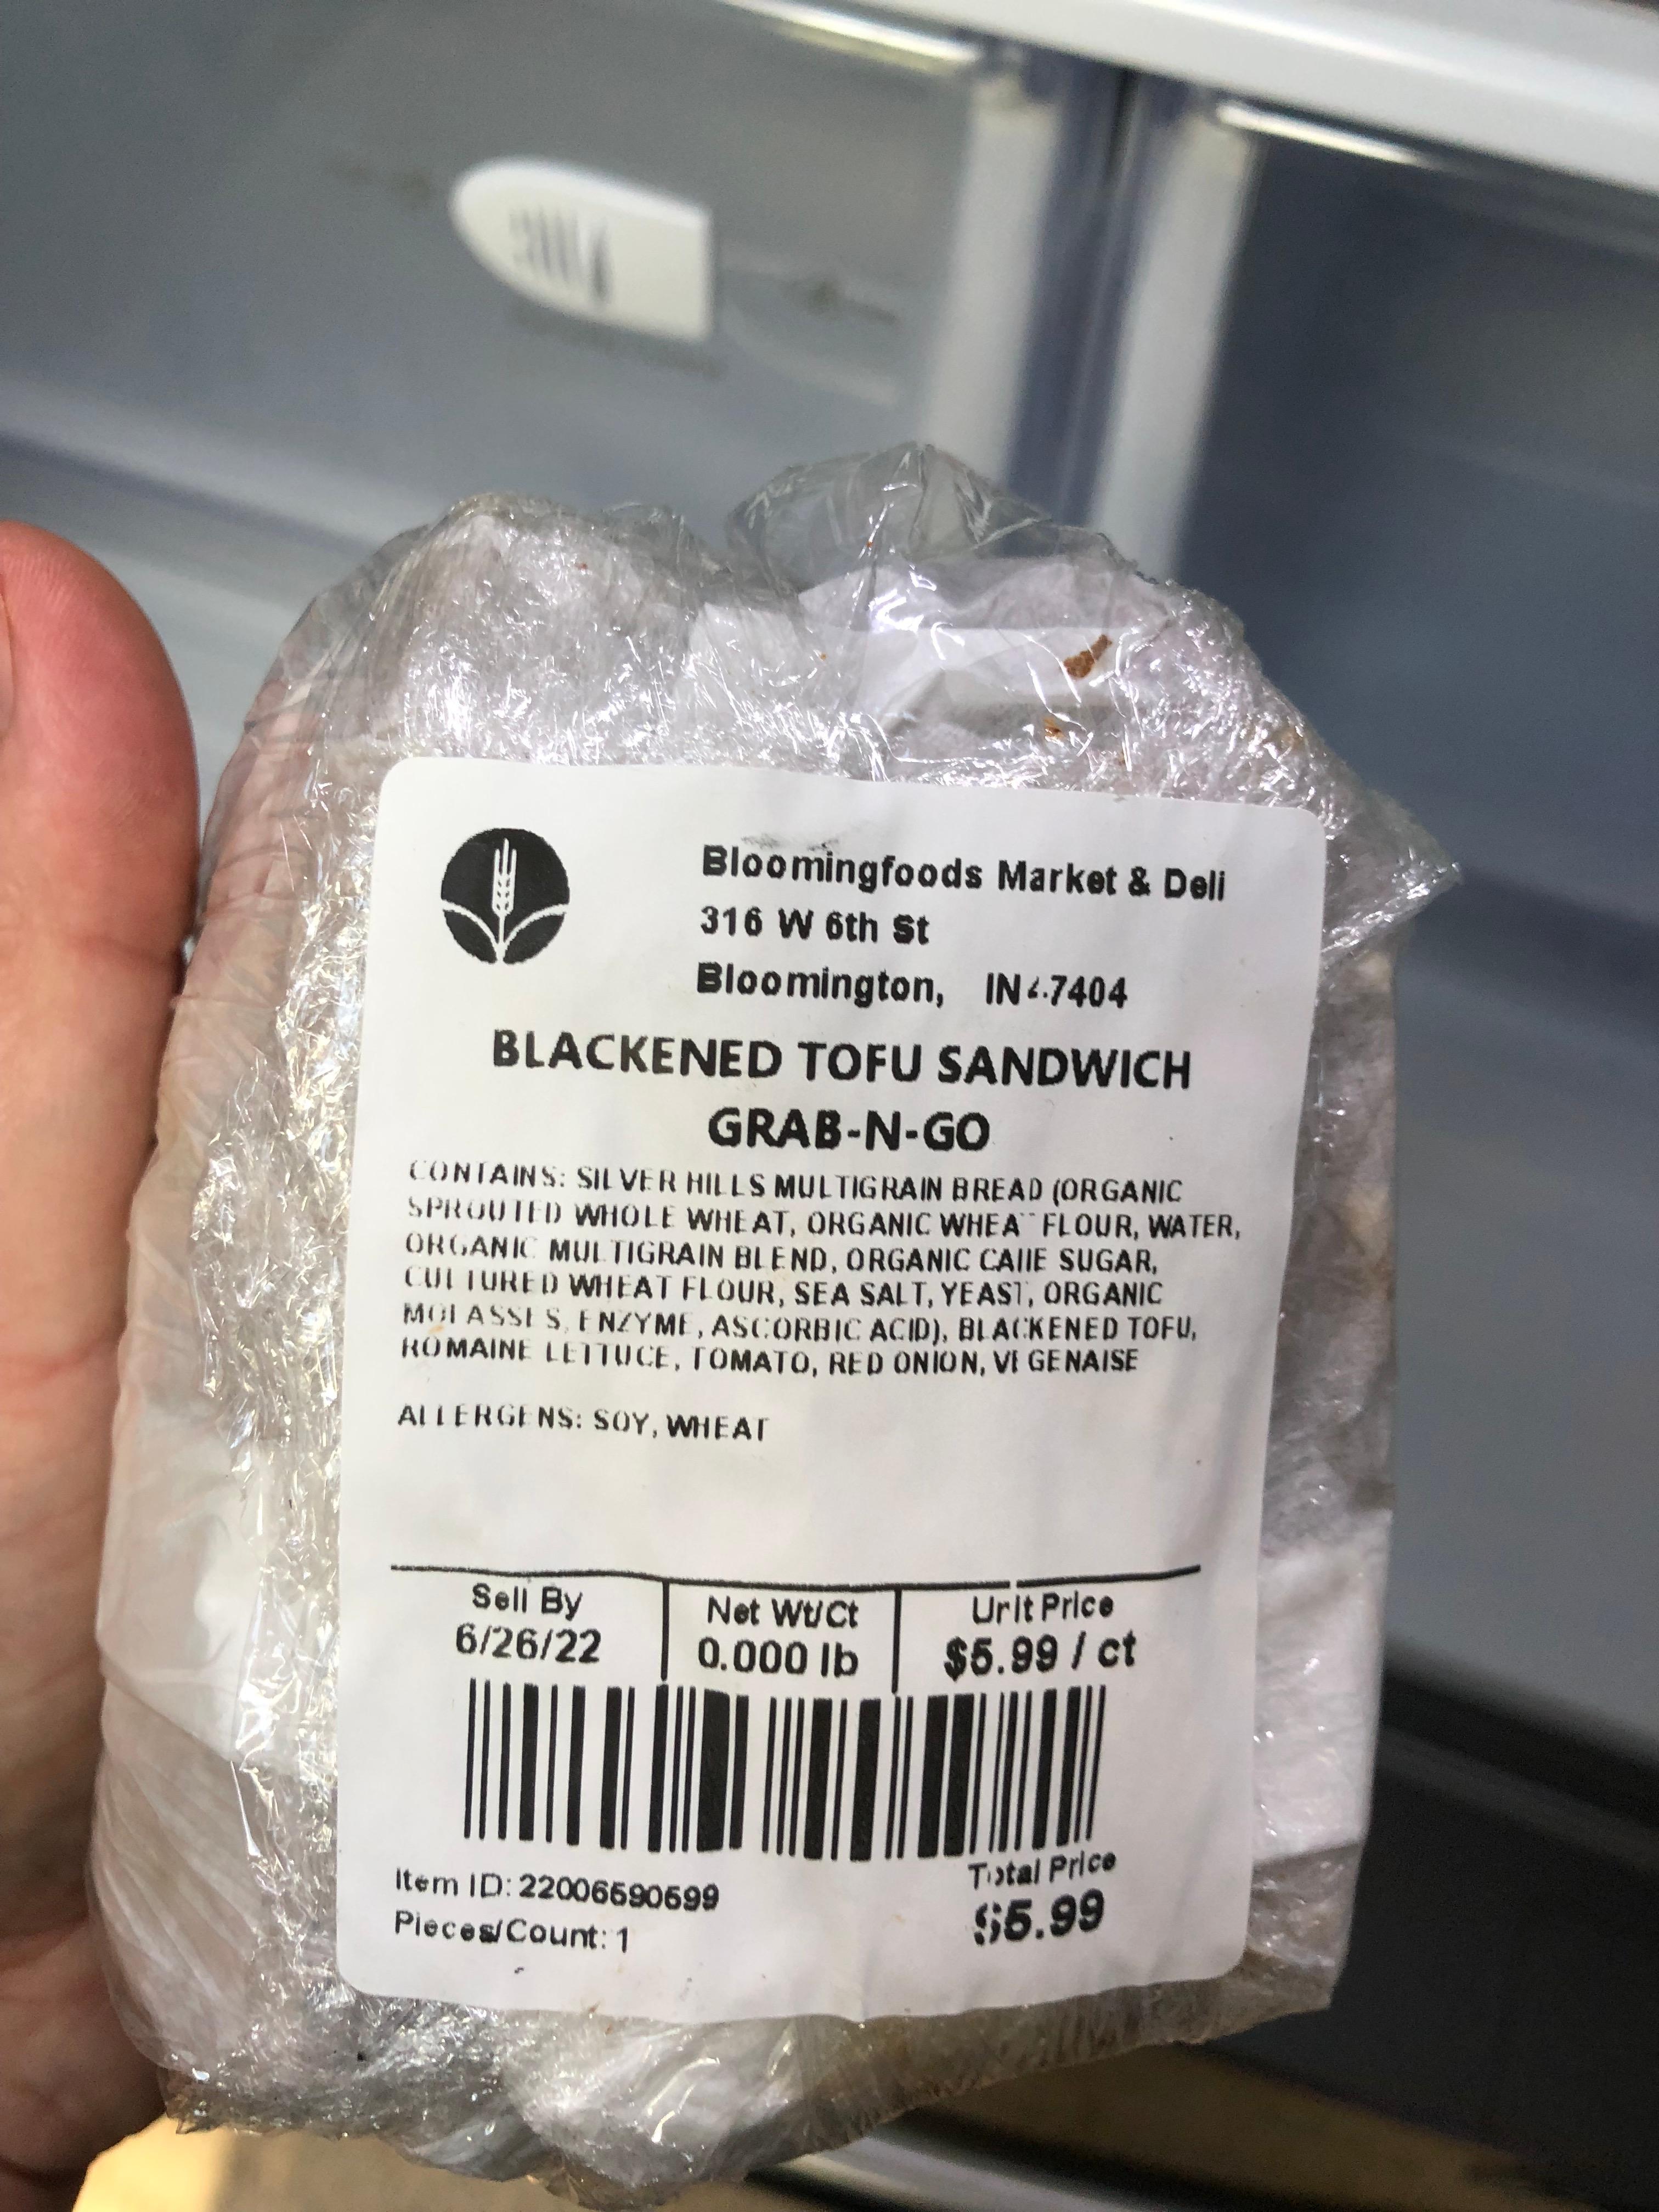 Bloomingfoods Market & Deli
316 W 6th St
Bloomington, IN 47404
BLACKENED TOFU SANDWICH
GRAB-N-GO
CONTAINS: SILVER HILLS MULTIGRAIN BREAD (ORGANIC
SPROUTED WHOLE WHEAT, ORGANIC WHEAT FLOUR, WATER,
ORGANIC MULTIGRAIN BLEND, ORGANIC CANE SUGAR,
CULTURED WHEAT FLOUR, SEA SALT, YEAST, ORGANIC
MOLASSES, ENZYME, ASCORBIC ACID), BLACKENED TOFU,
ROMAINE LETTUCE, TOMATO, RED ONION, VEGENAISE
ALLERGENS: SOY, WHEAT
Sell By Net Wt/Ct Unit Price
6/26/22 0.000 lb $5.99 / ct
Total Price
Item ID: 22006590599
$5.99
Pieces/Count: 1